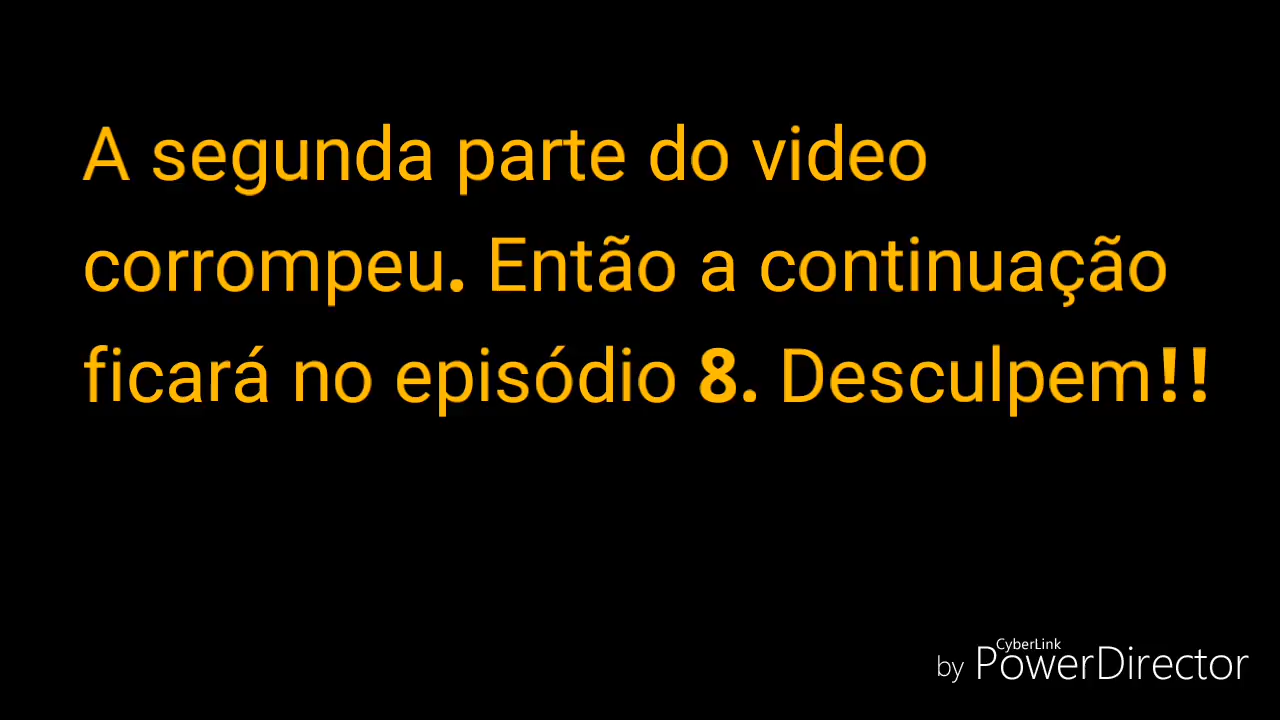 A segunda parte do video
corrompeu. Então a continuação
ficará no episódio 8. Desculpem!!
CyberLink
by PowerDirector